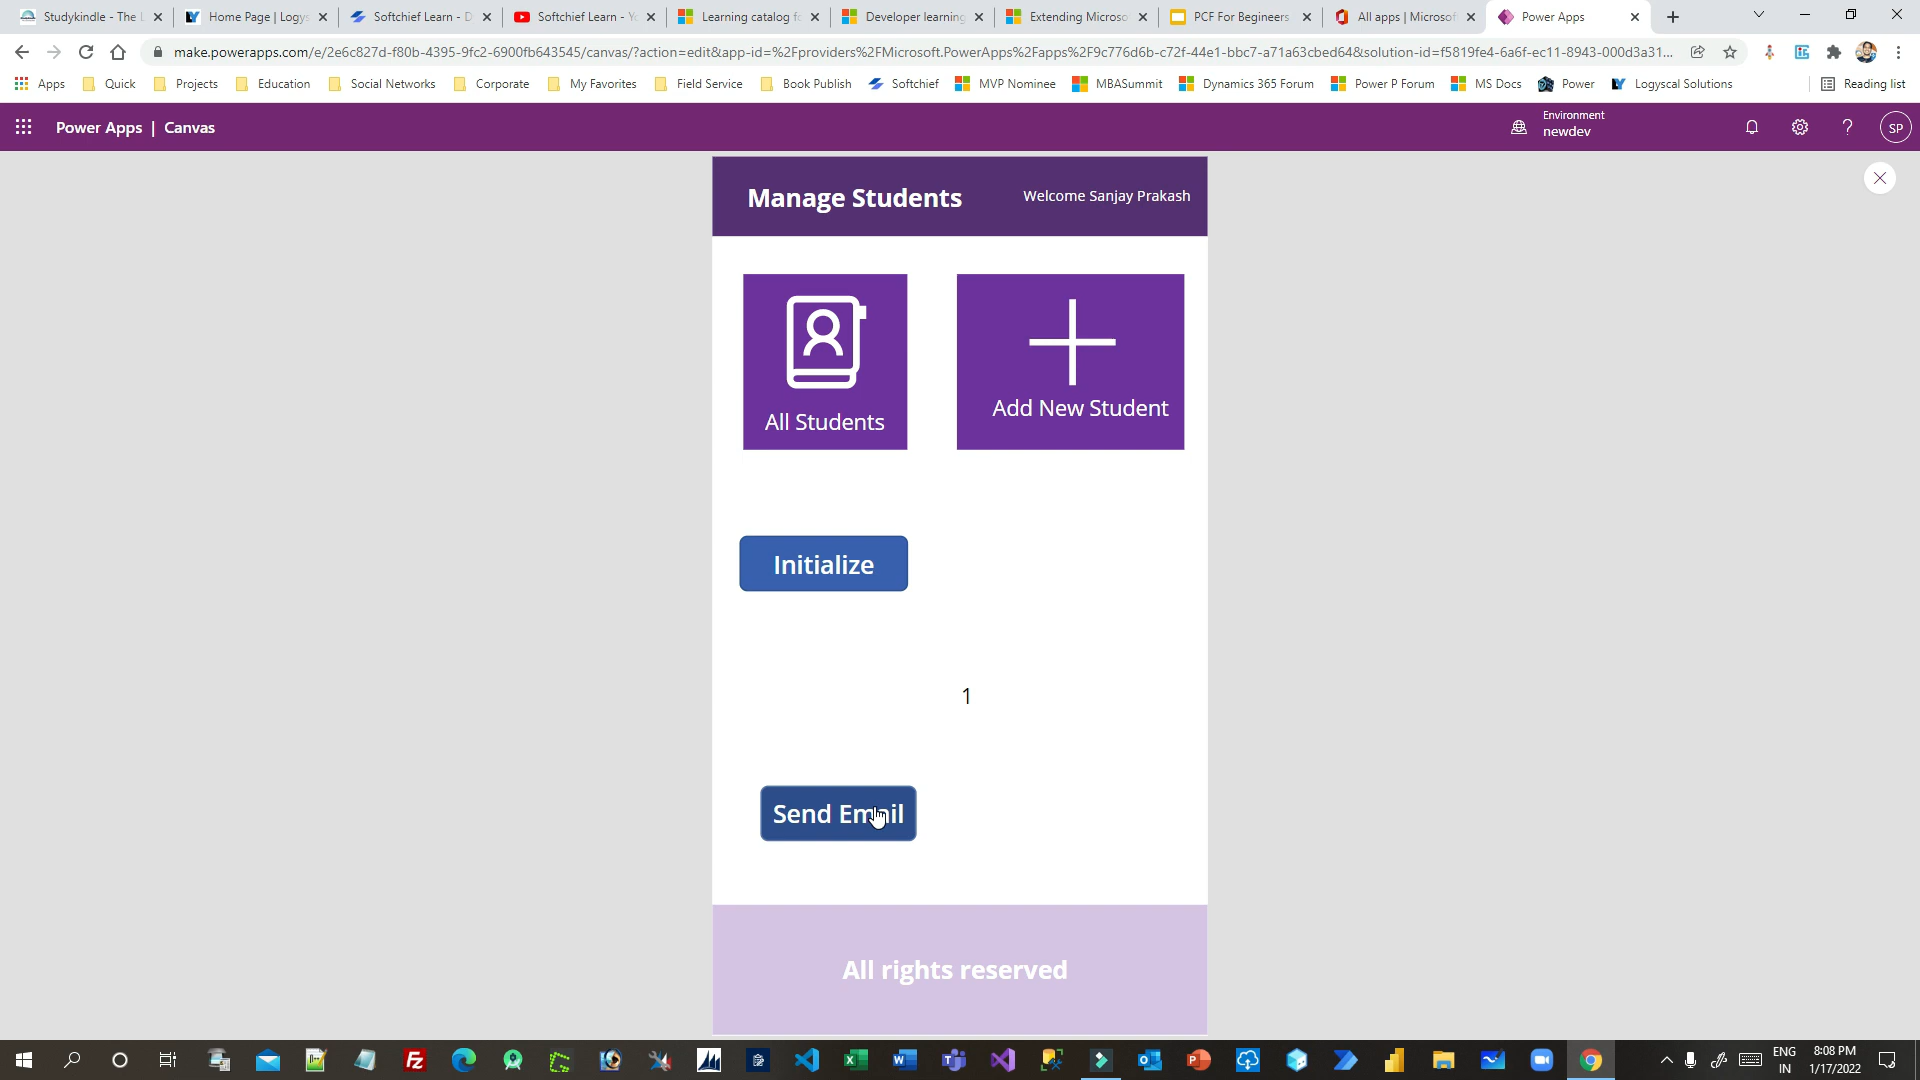 Studykindle - The L
Home Page | Logys
Softchief Learn - D
Softchief Learn - Yo
Learning catalog fo
Developer learning
Extending Microso
PCF For Begineers
All apps | Microsof
Power Apps
make.powerapps.com/e/2e6c827d-f80b-4395-9fc2-6900fb643545/canvas/?action=edit&app-id=%2Fproviders%2FMicrosoft.PowerApps%2Fapps%2F9c776d6b-c72f-44e1-bbc7-a71a63cbed64&solution-id=f5819fe4-6a6f-ec11-8943-000d3a31...
Apps Quick Projects Education Social Networks Corporate My Favorites Field Service Book Publish Softchief MVP Nominee MBASummit Dynamics 365 Forum Power P Forum MS Docs Power Logyscal Solutions Reading list
Power Apps | Canvas
Environment
newdev
SP
Manage Students
Welcome Sanjay Prakash
All Students
Add New Student
Initialize
1
Send Email
All rights reserved
ENG
IN
8:08 PM
1/17/2022